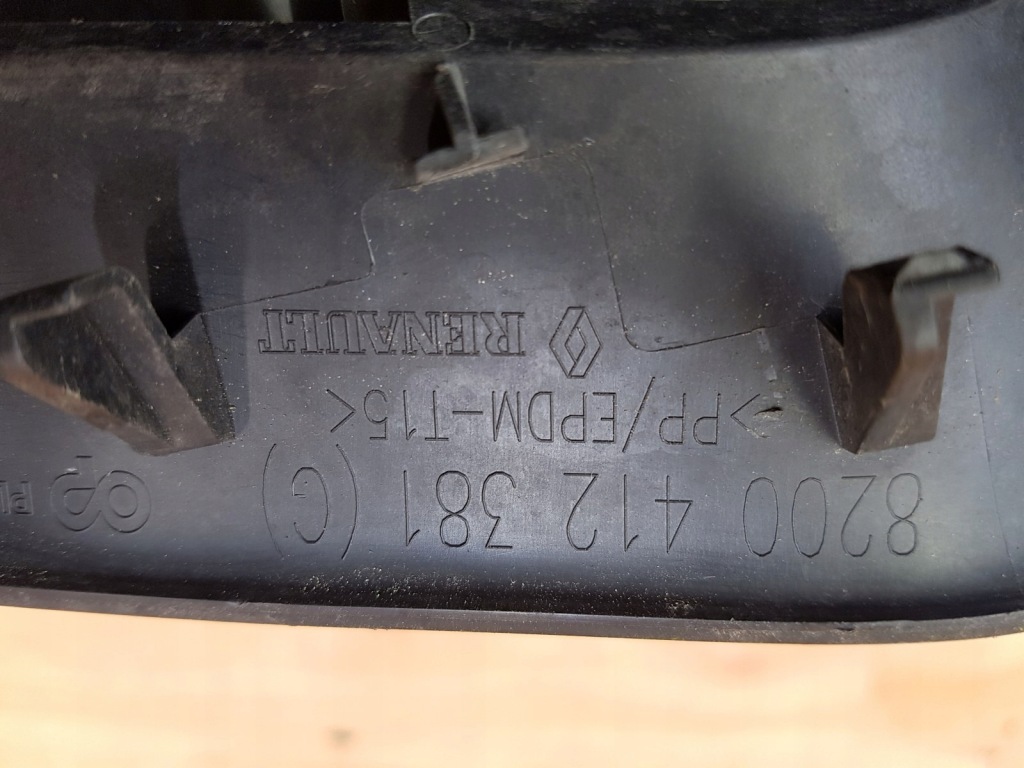 8200 412 381 (G)
>PP/EPDM-T15<
RENAULT